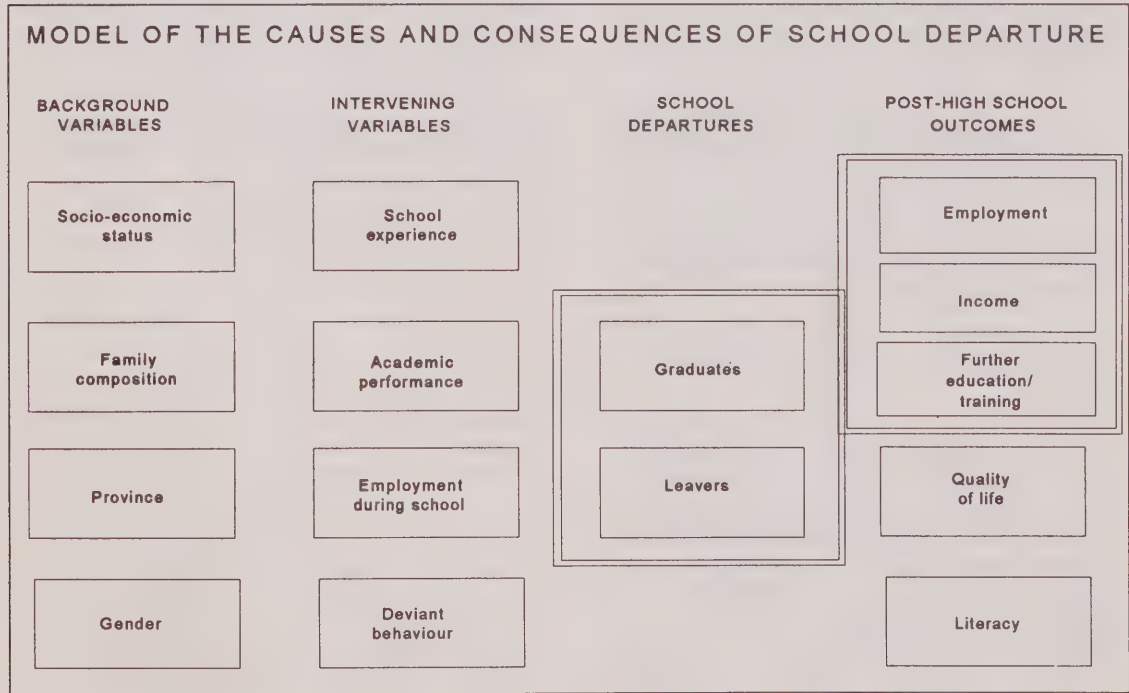 MODEL OF THE CAUSES AND CONSEQUENCES OF SCHOOL DEPARTURE
BACKGROUND
VARIABLES
Socio-economic
status
Family
composition
Province
Gender
INTERVENING
VARIABLES
School
experience
Academic
performance
Employment
during school
Deviant
behaviour
SCHOOL
DEPARTURES
Graduates
Leavers
POST-HIGH SCHOOL
OUTCOMES
Employment
Income
Further
education/
training
Quality
of life
Literacy